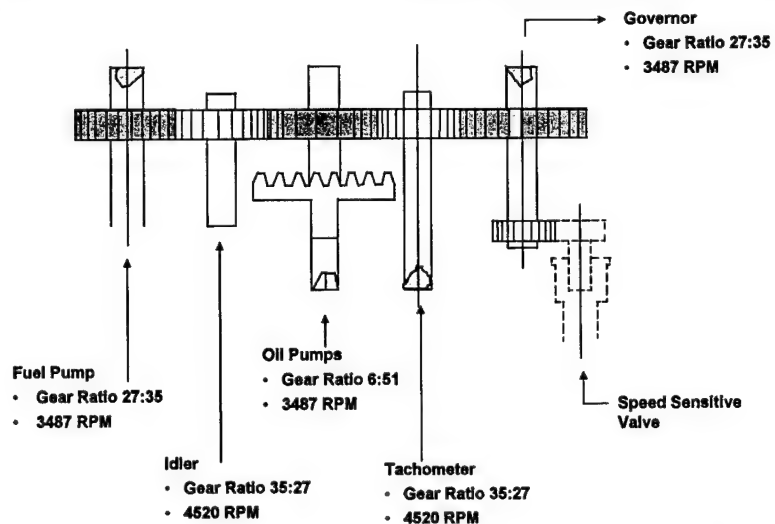 Governor
• Gear Ratio 27:35
• 3487 RPM
Oil Pumps
• Gear Ratio 6:51
• 3487 RPM
Fuel Pump
• Gear Ratio 27:35
• 3487 RPM
Speed Sensitive
Valve
Idler
• Gear Ratio 35:27
• 4520 RPM
Tachometer
• Gear Ratio 35:27
• 4520 RPM